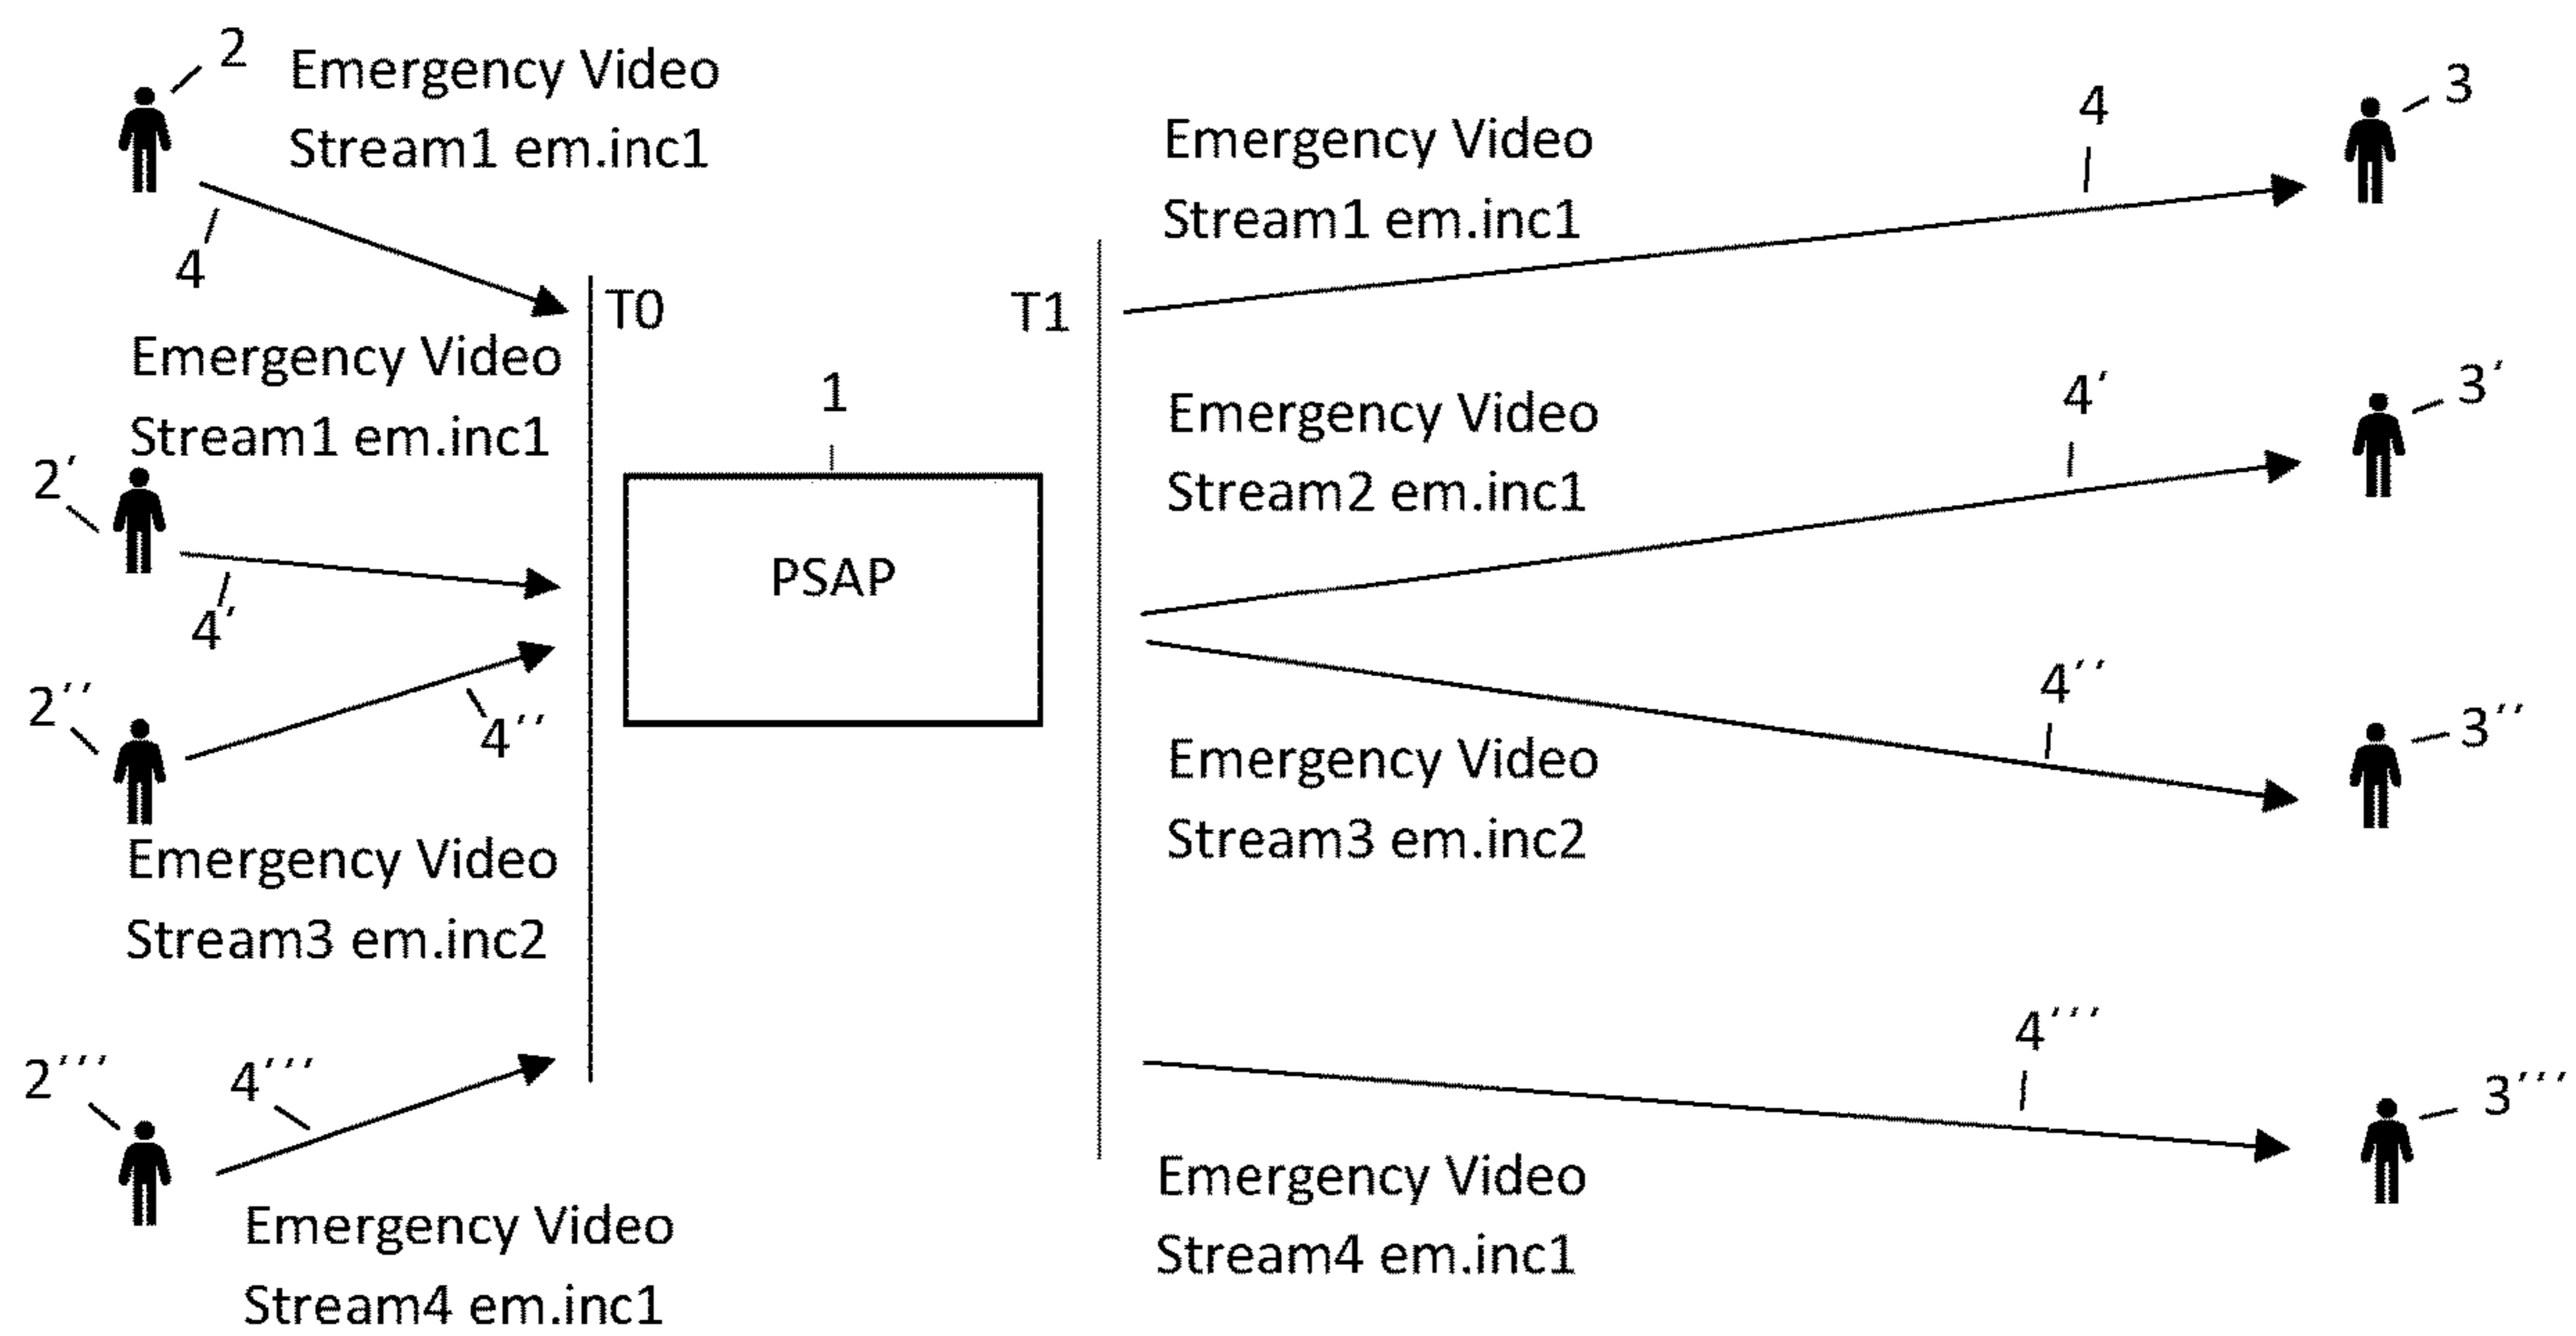 2
Emergency Video
Stream1 em.inc1
4
Emergency Video
Stream1 em.inc1
2′
4′
2′′
4′′
Emergency Video
Stream3 em.inc2
2′′′
4′′′
Emergency Video
Stream4 em.inc1
T0
T1
1
PSAP
Emergency Video
Stream1 em.inc1
4
3
Emergency Video
Stream2 em.inc1
4′
3′
4′′
Emergency Video
Stream3 em.inc2
3′′
4′′′
3′′′
Emergency Video
Stream4 em.inc1